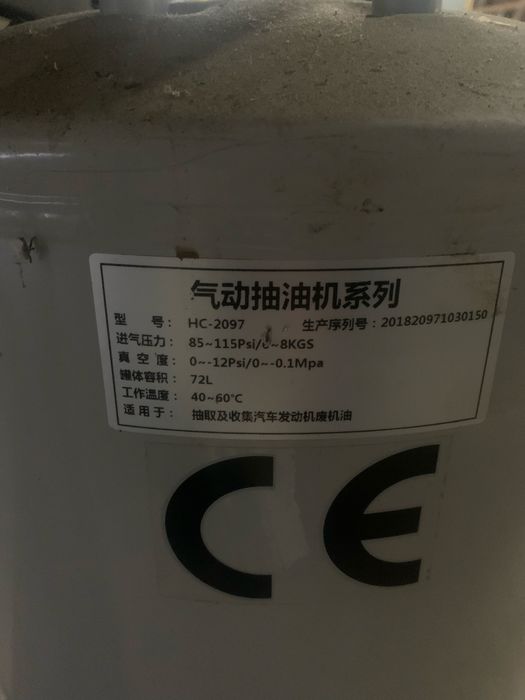 气动抽油机系列
型 号： HC-2097 生产序列号：201820971030150
进气压力： 85~115Psi/6~8KGS
真 空 度： 0~-12Psi/0~-0.1Mpa
罐体容积： 72L
工作温度： 40~60℃
适 用 于： 抽取及收集汽车发动机废机油
CE